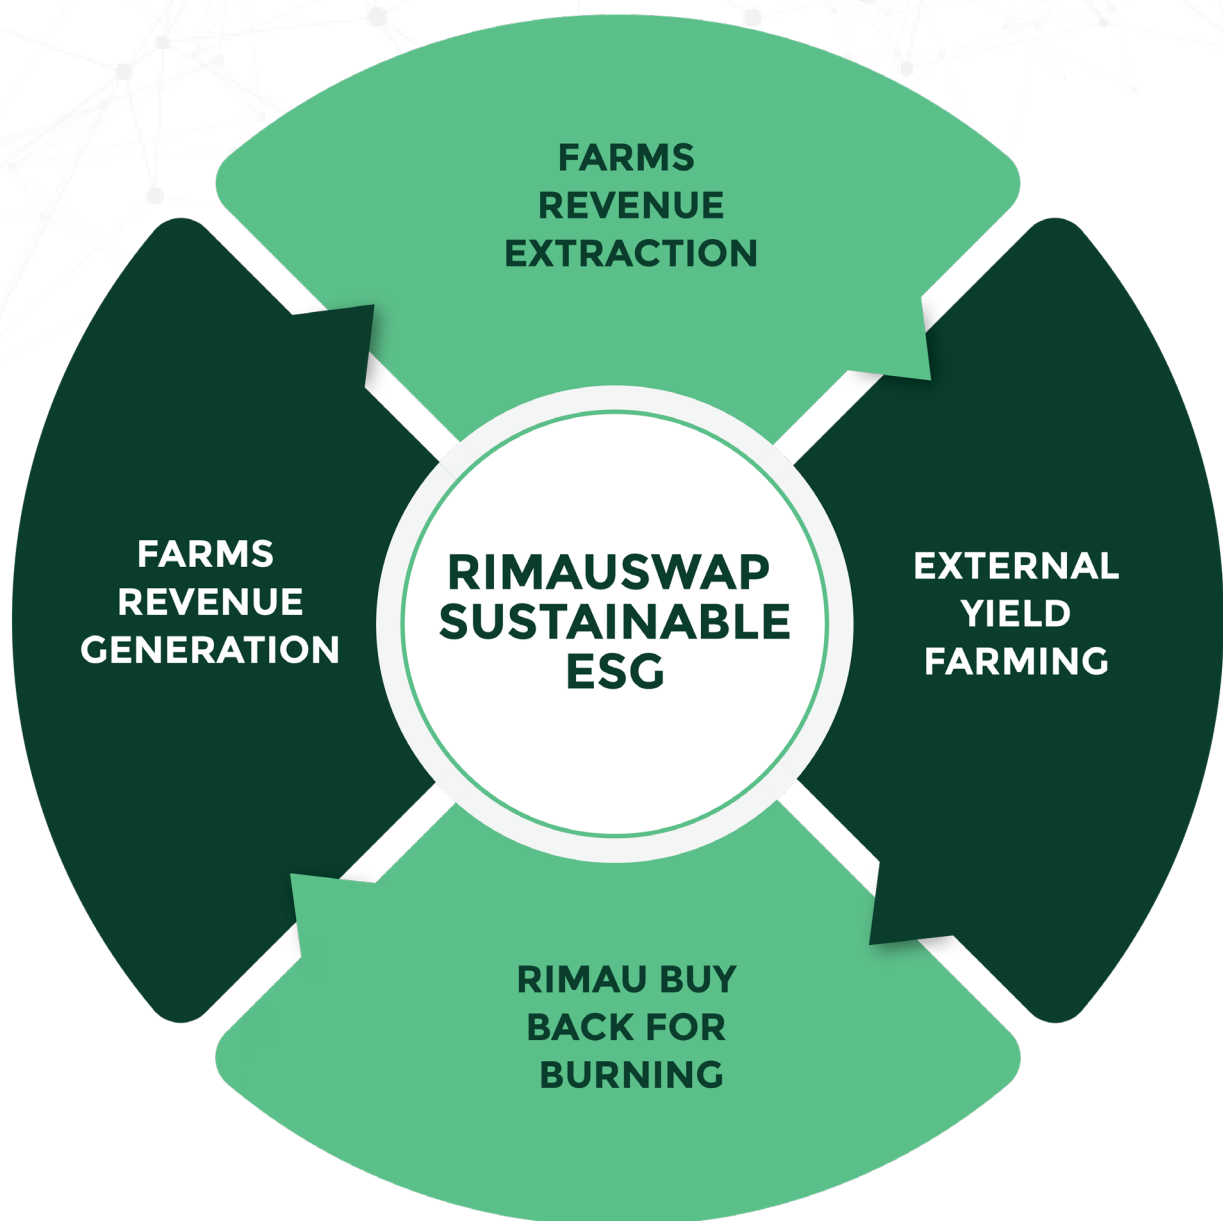 FARMS
REVENUE
EXTRACTION
FARMS
REVENUE
GENERATION
RIMAUSWAP
SUSTAINABLE
ESG
EXTERNAL
YIELD
FARMING
RIMAU BUY
BACK FOR
BURNING